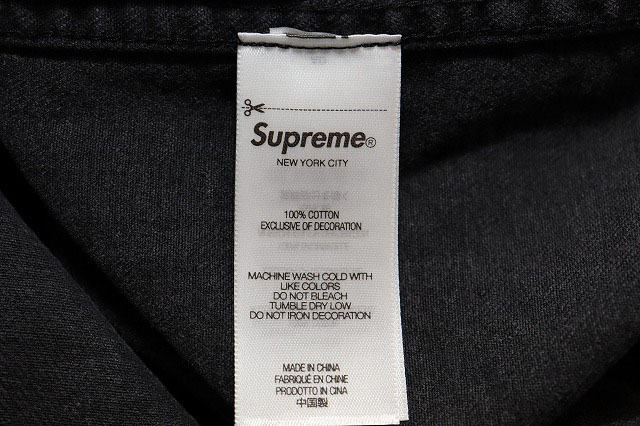 Supreme®
NEW YORK CITY
100% COTTON
EXCLUSIVE OF DECORATION
MACHINE WASH COLD WITH
LIKE COLORS
DO NOT BLEACH
TUMBLE DRY LOW
DO NOT IRON DECORATION
MADE IN CHINA
FABRIQUÉ EN CHINE
PRODOTTO IN CINA
中国製